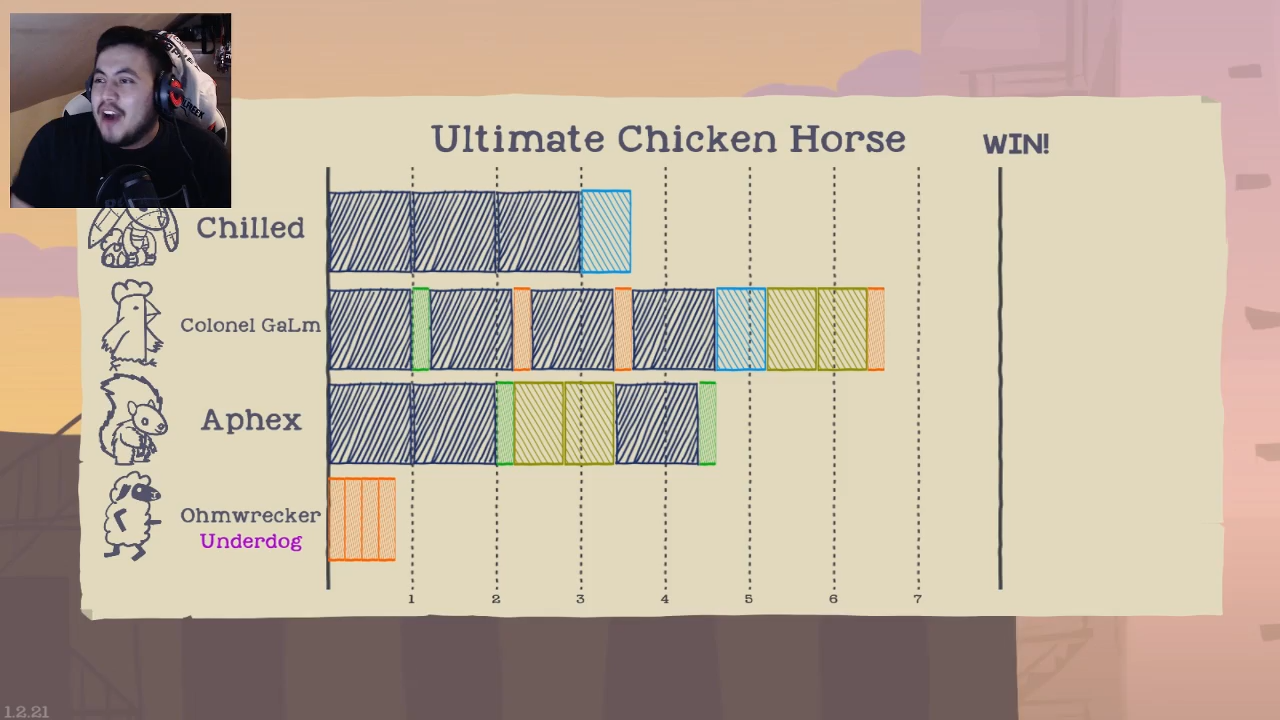 Ultimate Chicken Horse
WIN!
Chilled
Colonel GaLm
Aphex
Ohmwrecker
Underdog
1 2 3 4 5 6 7
1.2.21